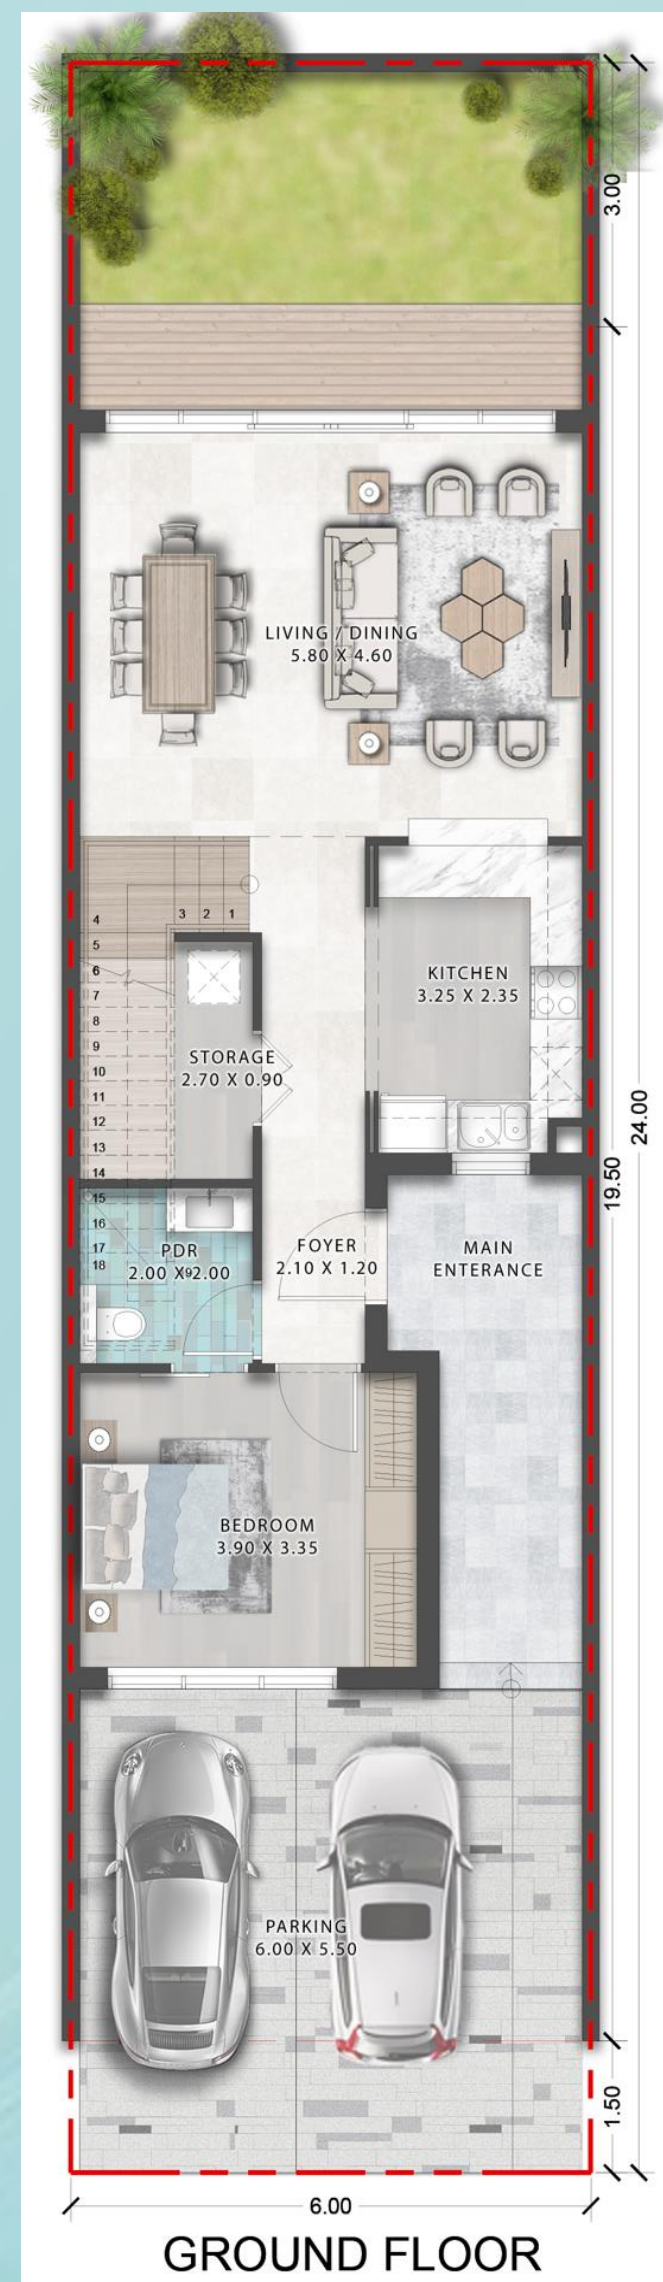 3.00
LIVING / DINING
5.80 X 4.60
4
3 2 1
5
6
7
8
9
10
11
12
13
14
KITCHEN
3.25 X 2.35
STORAGE
2.70 X 0.90
24.00
19.50
15
16
17
18
PDR
2.00 X 2.00
9
FOYER
2.10 X 1.20
MAIN
ENTERANCE
BEDROOM
3.90 X 3.35
PARKING
6.00 X 5.50
1.50
6.00
GROUND FLOOR